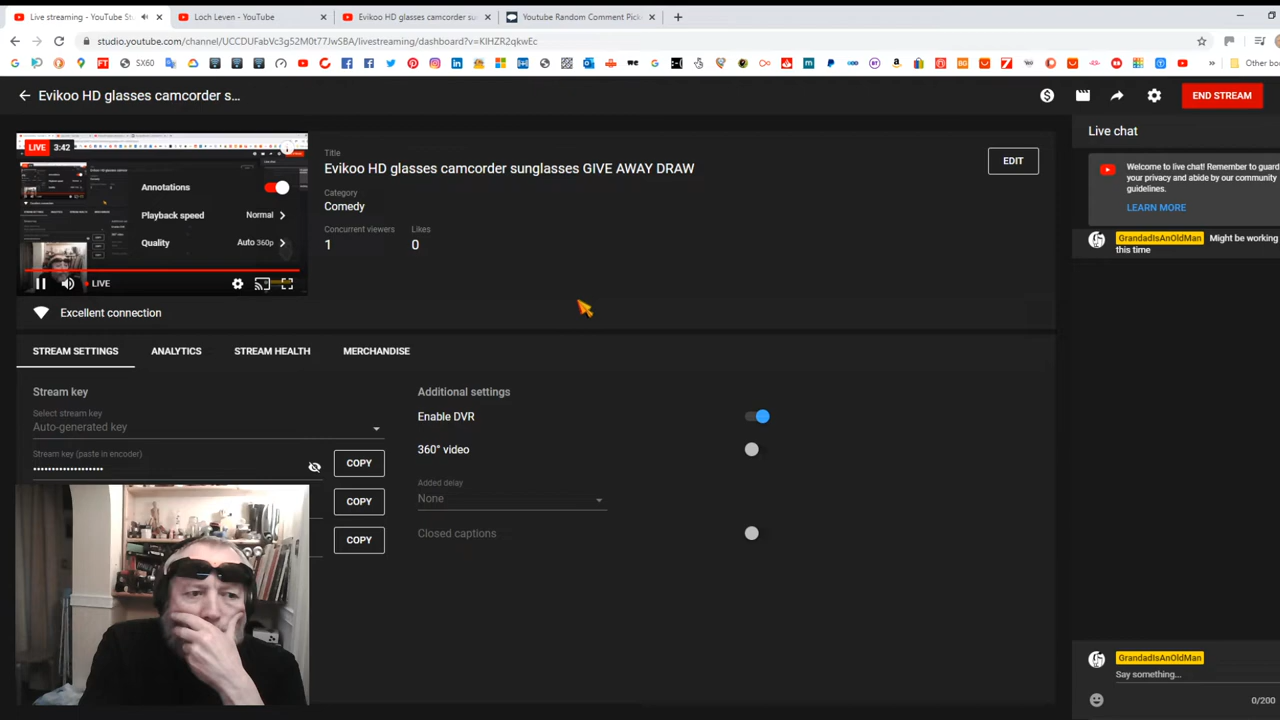 Live streaming - YouTube Stu
Loch Leven - YouTube
Evikoo HD glasses camcorder su
Youtube Random Comment Pick
studio.youtube.com/channel/UCCDUFabVc3g52M0t77JwSBA/livestreaming/dashboard?v=KIHZR2qkwEc
SX60
Other bo
Evikoo HD glasses camcorder s...
END STREAM
LIVE 3:42
Annotations
Playback speed Normal
Quality Auto 360p
LIVE
Title
Evikoo HD glasses camcorder sunglasses GIVE AWAY DRAW
EDIT
Category
Comedy
Concurrent viewers Likes
1 0
Excellent connection
STREAM SETTINGS ANALYTICS STREAM HEALTH MERCHANDISE
Stream key
Select stream key
Auto-generated key
Stream key (paste in encoder)
•••••••••••••••••••
COPY
COPY
COPY
Additional settings
Enable DVR
360° video
Added delay
None
Closed captions
Live chat
Welcome to live chat! Remember to guard
your privacy and abide by our community
guidelines.
LEARN MORE
GrandadIsAnOldMan Might be working
this time
GrandadIsAnOldMan
Say something...
0/200